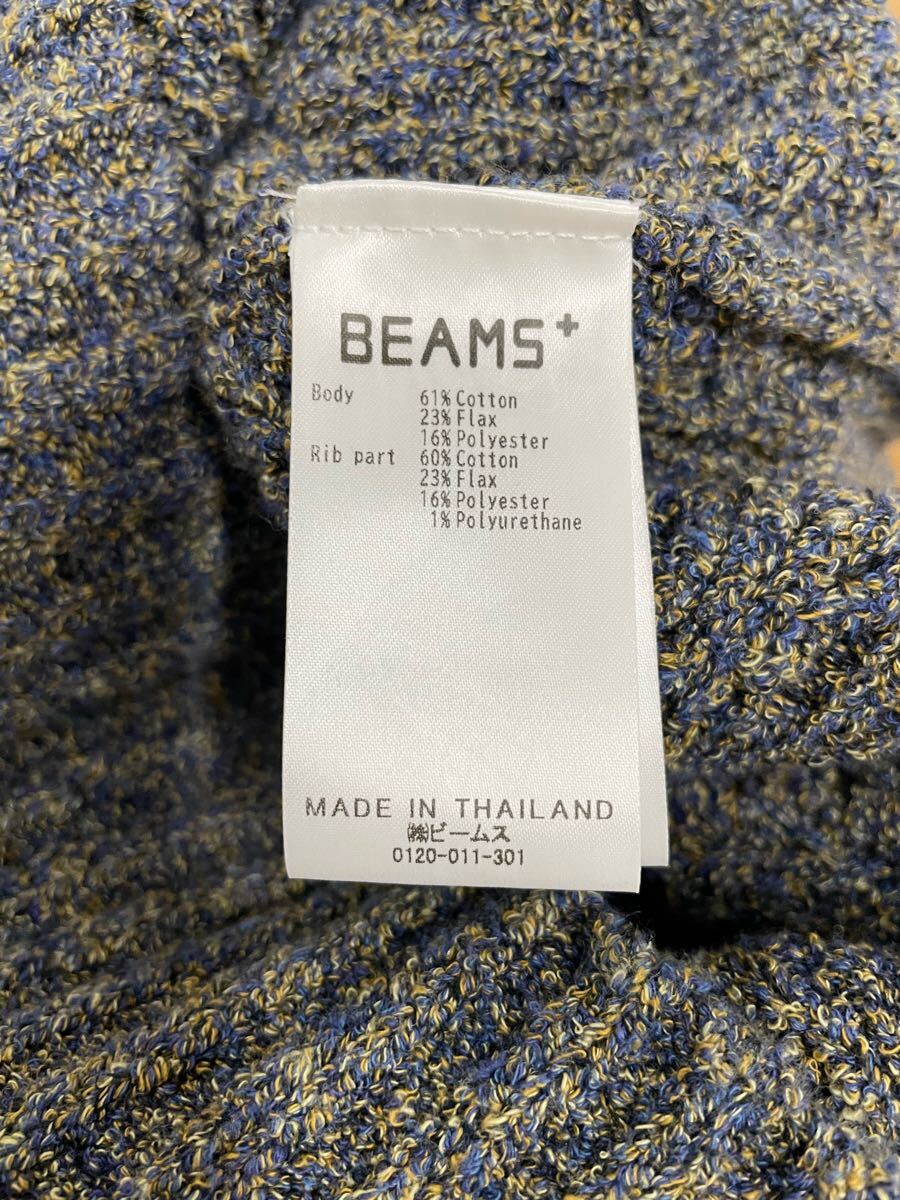 BEAMS+
Body 61% Cotton
23% Flax
16% Polyester
Rib part 60% Cotton
23% Flax
16% Polyester
1% Polyurethane
MADE IN THAILAND
㈱ビームス
0120-011-301